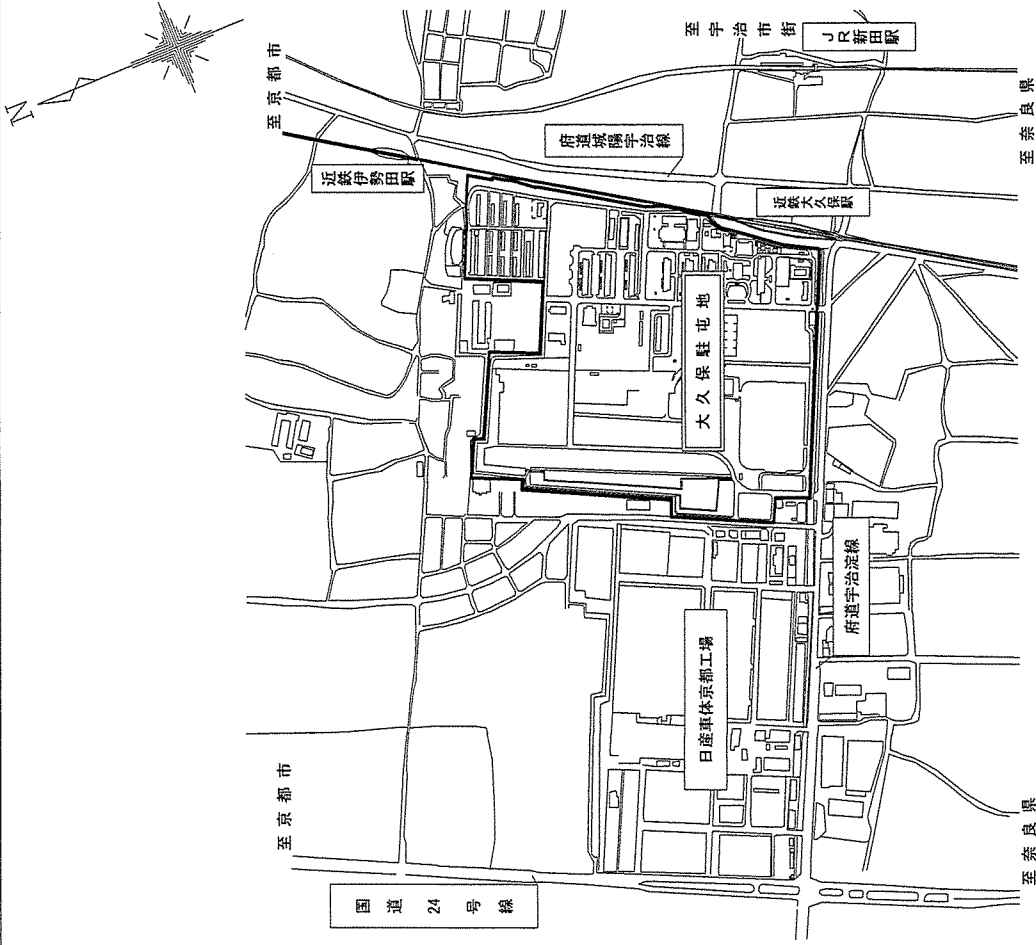 N
至京都市
近鉄伊勢田駅
府道城陽宇治線
至宇治市街
JR新田駅
近鉄大久保駅
至奈良県
大久保駐屯地
日産車体京都工場
府道宇治淀線
至京都市
国道24号線
至奈良県